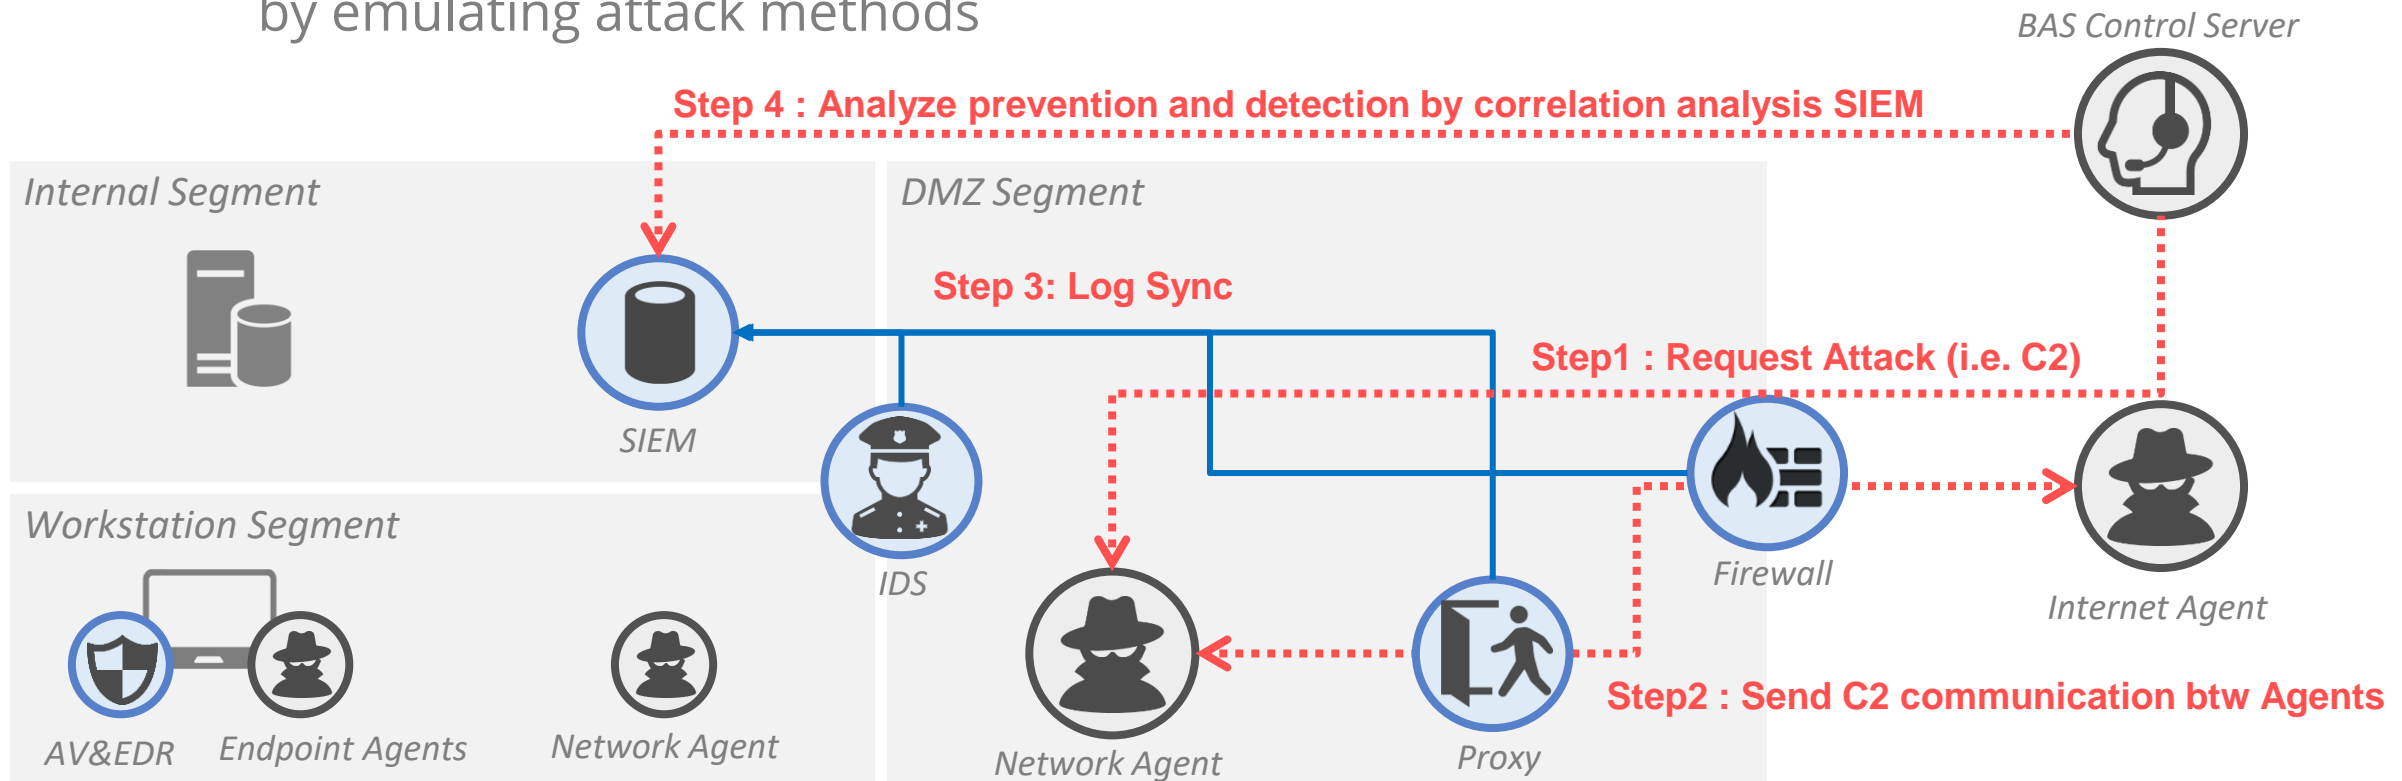 by emulating attack methods
BAS Control Server
Step 4 : Analyze prevention and detection by correlation analysis SIEM
Internal Segment
DMZ Segment
Step 3: Log Sync
Step1 : Request Attack (i.e. C2)
SIEM
Workstation Segment
IDS
Firewall
Internet Agent
Step2 : Send C2 communication btw Agents
AV&EDR
Endpoint Agents
Network Agent
Network Agent
Proxy